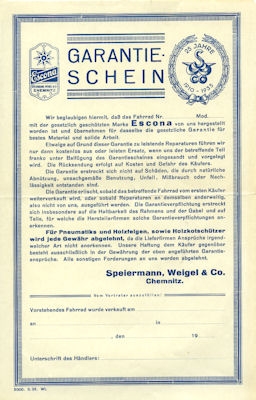 GARANTIE-
SCHEIN
Escona
CHEMNITZ
25 JAHRE
1910-1935
Wir beglaubigen hiermit, daß das Fahrrad Nr. Mod.
mit der gesetzlich geschützten Marke Escona von uns hergestellt
worden ist und übernehmen für dasselbe die gesetzliche Garantie für
bestes Material und solide Arbeit.
Etwaige auf Grund dieser Garantie zu leistende Reparaturen führen wir
nur dann kostenlos aus oder leisten Ersatz, wenn uns der betreffende Teil
franko unter Beifügung des Garantiescheines eingesandt und vorgelegt
wird. Die Rücksendung erfolgt auf Kosten und Gefahr des Käufers.
Die Garantie erstreckt sich nicht auf Schäden, die durch natürliche
Abnützung, unsachgemäße Benutzung, Unfall, Mißbrauch oder Nach-
lässigkeit entstanden sind.
Die Garantie erlischt, sobald das betreffende Fahrrad vom ersten Käufer
weiterverkauft wird, oder sobald Reparaturen an demselben anderweitig,
also nicht von uns, ausgeführt werden. Die Garantieverpflichtung erstreckt
sich insbesondere auf die Haltbarkeit des Rahmens und der Gabel und auf
Teile, für welche die Herstellerfirmen solche Garantieverpflichtungen an-
erkennen.
Für Pneumatiks und Holzfelgen, sowie Holzkotschützer
wird jede Gewähr abgelehnt, da die Lieferfirmen Ansprüche irgend-
welcher Art nicht anerkennen. Unsere Haftung dem Käufer gegenüber
besteht ausschließlich in der Gewährung der oben angeführten Garantie-
ansprüche. Alle sonstigen Forderungen an uns werden abgelehnt.
Speiermann, Weigel & Co.
Chemnitz.
Vom Vertreter auszufüllen:
Vorstehendes Fahrrad wurde verkauft am
an in
, den 19
Unterschrift des Händlers: